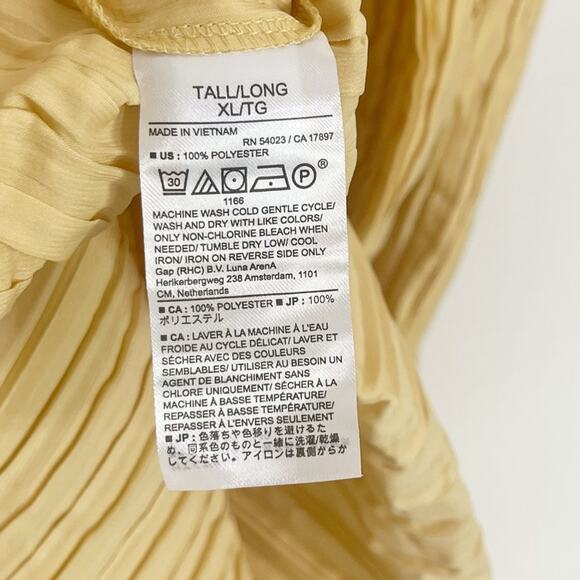 TALL/LONG
XL/TG
MADE IN VIETNAM
RN 54023 / CA 17897
■ US : 100% POLYESTER
30 P ®
1166
MACHINE WASH COLD GENTLE CYCLE/
WASH AND DRY WITH LIKE COLORS/
ONLY NON-CHLORINE BLEACH WHEN
NEEDED/ TUMBLE DRY LOW/ COOL
IRON/ IRON ON REVERSE SIDE ONLY
Gap (RHC) B.V. Luna ArenA
Herikerbergweg 238 Amsterdam, 1101
CM, Netherlands
■ CA : 100% POLYESTER ■ JP : 100%
ポリエステル
■ CA : LAVER À LA MACHINE À L'EAU
FROIDE AU CYCLE DÉLICAT/ LAVER ET
SÉCHER AVEC DES COULEURS
SEMBLABLES/ UTILISER AU BESOIN UN
AGENT DE BLANCHIMENT SANS
CHLORE UNIQUEMENT/ SÉCHER À LA
MACHINE À BASSE TEMPÉRATURE/
REPASSER À BASSE TEMPÉRATURE/
REPASSER À L'ENVERS SEULEMENT
■ JP : 色落ちや色移りを避けるた
め、同系色のものと一緒に洗濯/乾燥
してください。アイロンは裏側からか